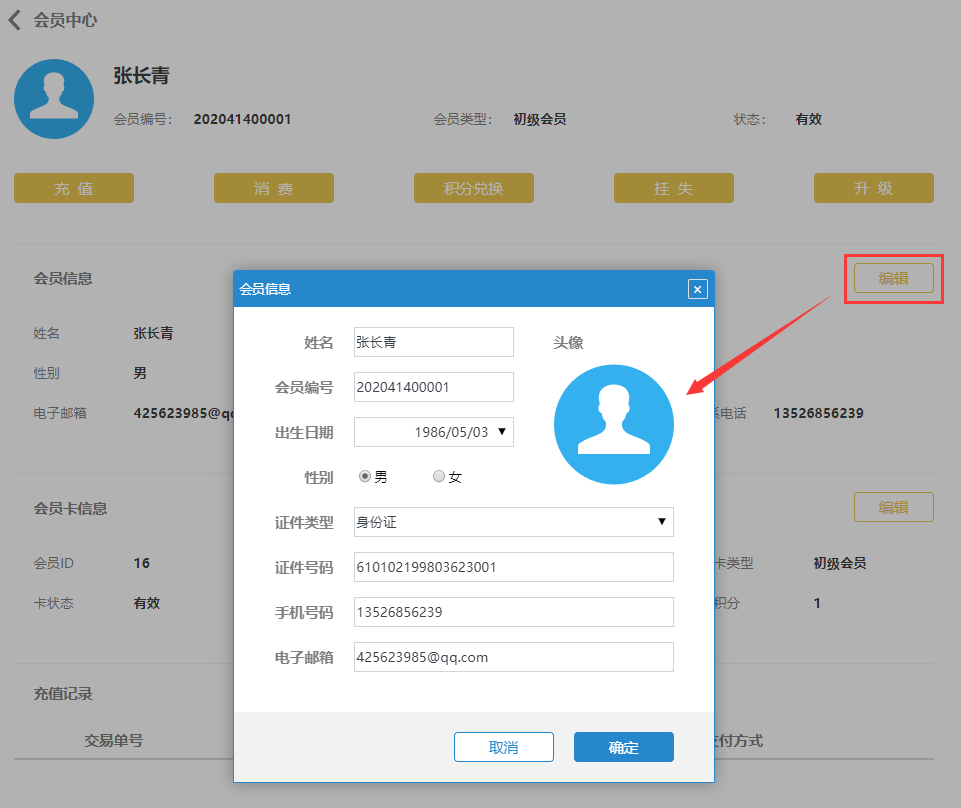 会员中心
张长青
会员编号： 202041400001 会员类型： 初级会员 状态： 有效
充 值 消 费 积分兑换 挂 失 升 级
会员信息 编辑
姓名 张长青
性别 男
电子邮箱 425623985@qc 系电话 13526856239
会员卡信息 编辑
会员ID 16 卡类型 初级会员
卡状态 有效 积分 1
充值记录
交易单号 支付方式
会员信息
姓名 张长青 头像
会员编号 202041400001
出生日期 1986/05/03
性别 男 女
证件类型 身份证
证件号码 610102199803623001
手机号码 13526856239
电子邮箱 425623985@qq.com
取消 确定